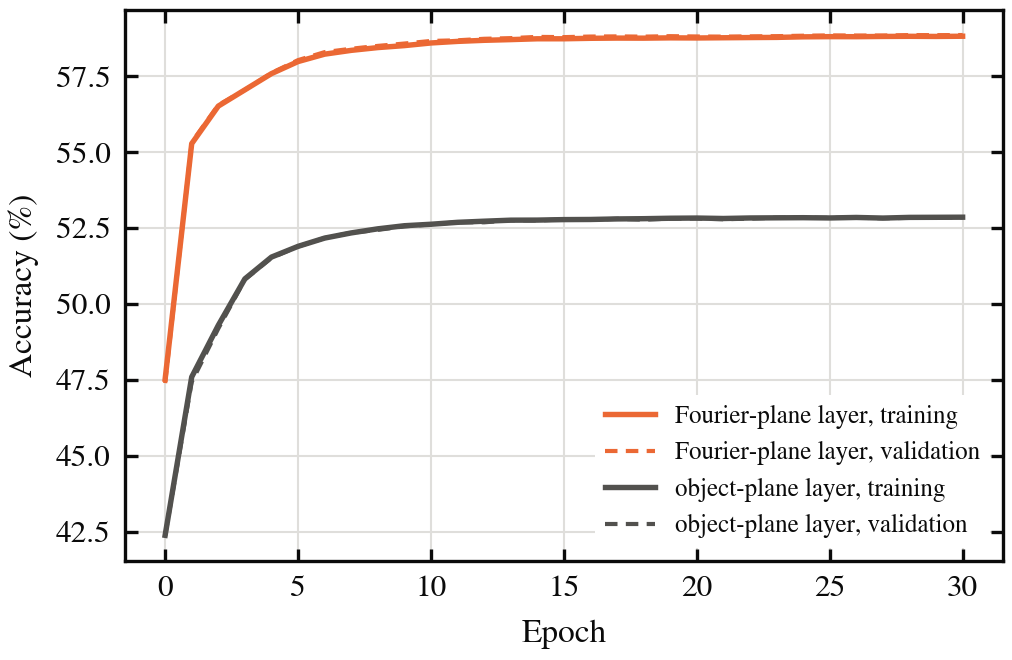 Accuracy (%)
57.5
55.0
52.5
50.0
47.5
45.0
42.5
Fourier-plane layer, training
Fourier-plane layer, validation
object-plane layer, training
object-plane layer, validation
0 5 10 15 20 25 30
Epoch